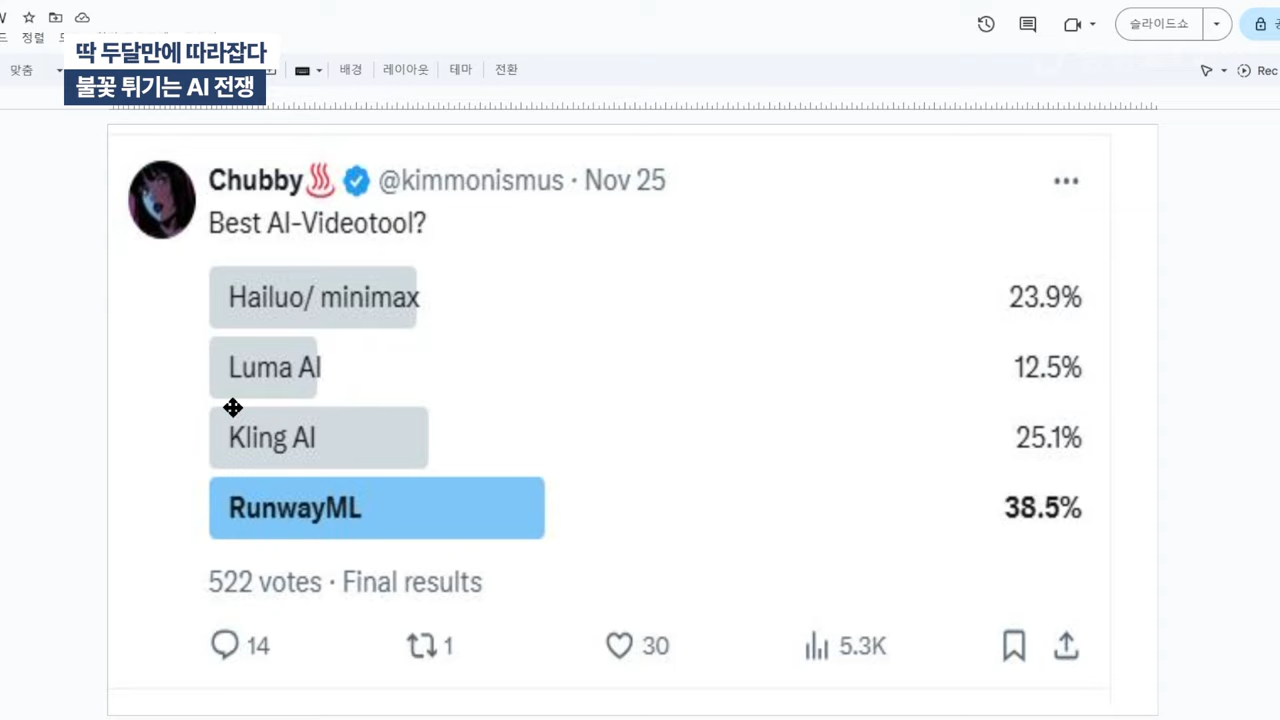 슬라이드쇼
정렬
딱 두달만에 따라잡다
불꽃 튀기는 AI 전쟁
맞춤
배경 레이아웃 테마 전환
Rec
Chubby♨️ @kimmonismus · Nov 25
Best AI-Videotool?
Hailuo/ minimax 23.9%
Luma AI 12.5%
Kling AI 25.1%
RunwayML 38.5%
522 votes · Final results
14 1 30 5.3K